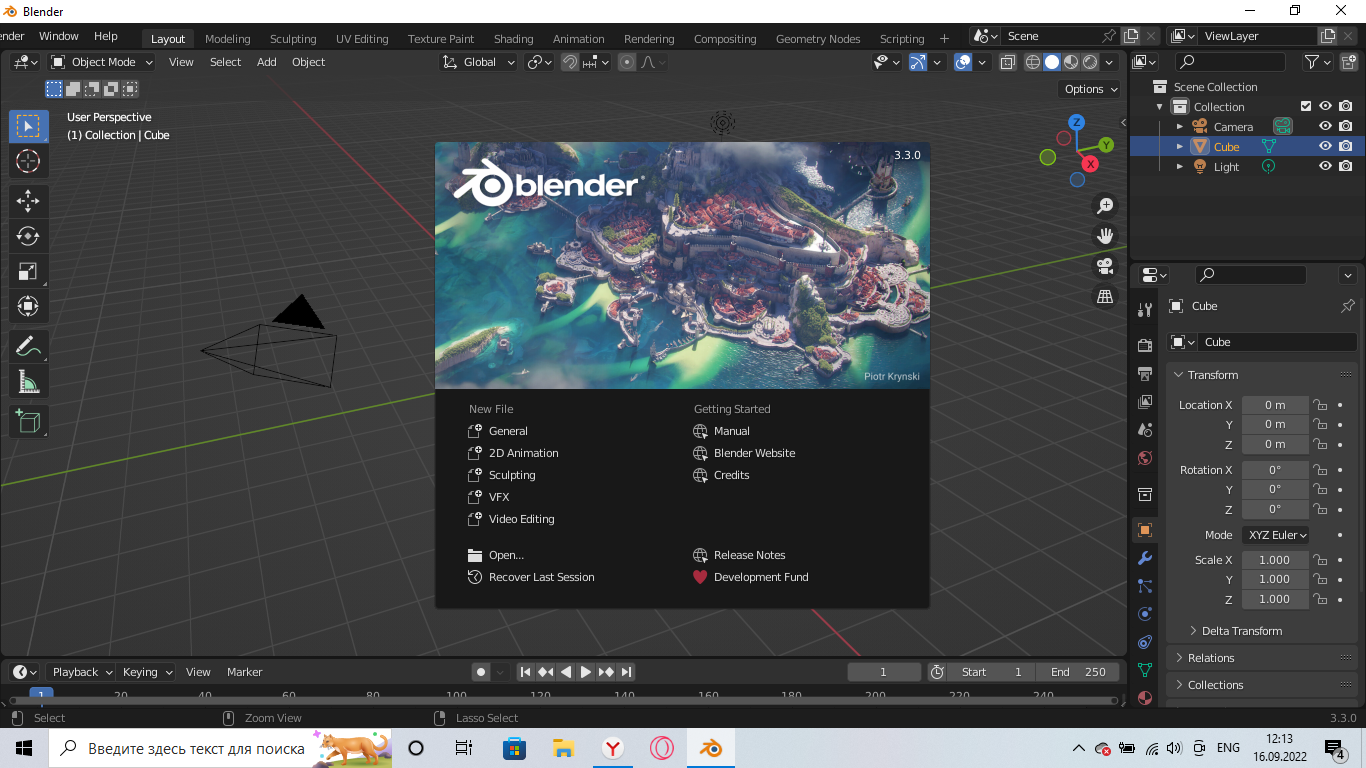 Blender
ender Window Help Layout Modeling Sculpting UV Editing Texture Paint Shading Animation Rendering Compositing Geometry Nodes Scripting + Scene ViewLayer
Object Mode View Select Add Object Global
Options
User Perspective
(1) Collection | Cube
Z
Y
X
Scene Collection
Collection
Camera
Cube
Light
3.3.0
blender
Piotr Krynski
New File
General
2D Animation
Sculpting
VFX
Video Editing
Open...
Recover Last Session
Getting Started
Manual
Blender Website
Credits
Release Notes
Development Fund
Cube
Cube
Transform
Location X 0 m
Y 0 m
Z 0 m
Rotation X 0°
Y 0°
Z 0°
Mode XYZ Euler
Scale X 1.000
Y 1.000
Z 1.000
Delta Transform
Relations
Collections
Playback Keying View Marker 1 Start 1 End 250
1 20 40 60 80 100 120 140 160 180 200 220 240
Select Zoom View Lasso Select 3.3.0
Введите здесь текст для поиска
ENG
12:13
16.09.2022
4